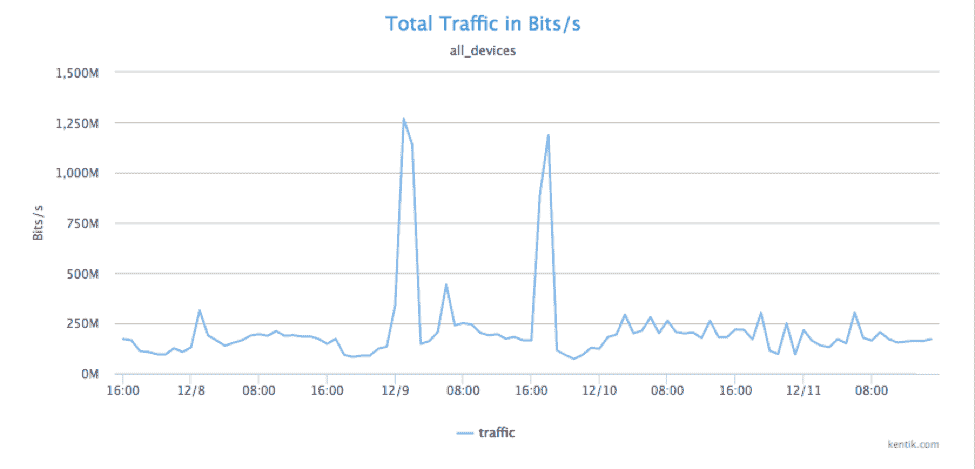 Total Traffic in Bits/s
all_devices
1,500M
1,250M
1,000M
750M
500M
250M
0M
Bits/s
16:00 12/8 08:00 16:00 12/9 08:00 16:00 12/10 08:00 16:00 12/11 08:00
traffic
kentik.com